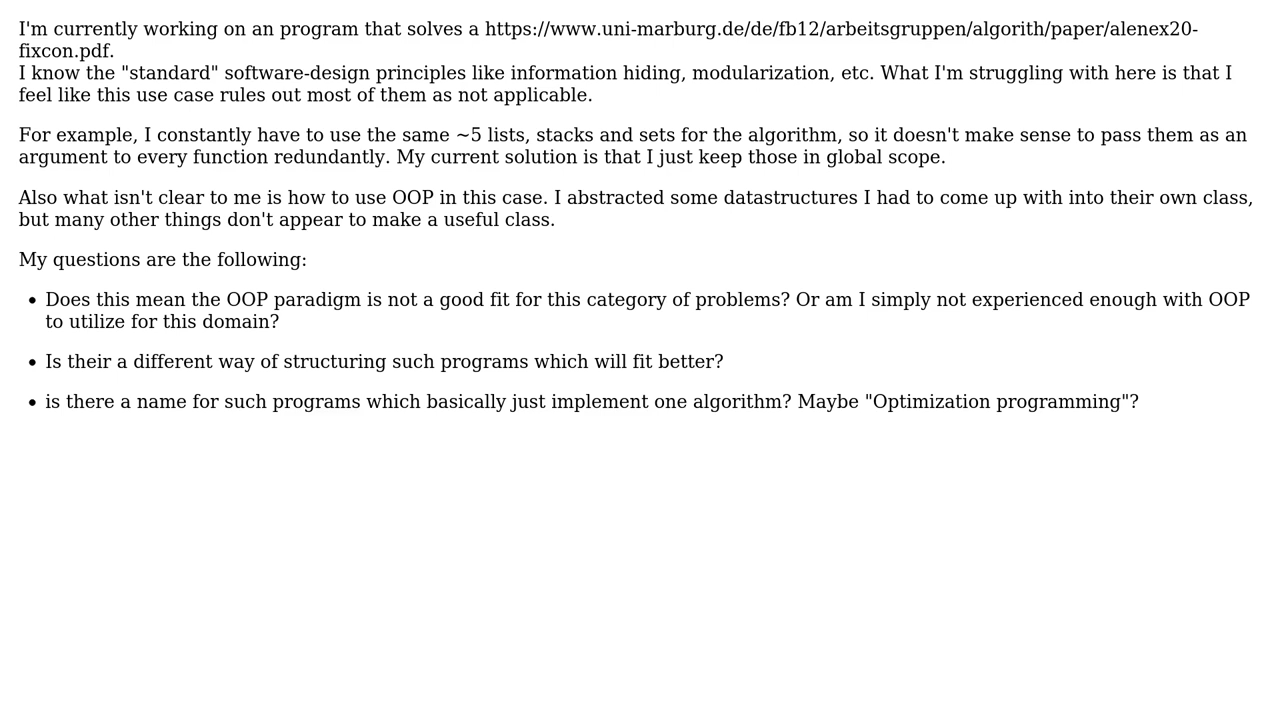 I'm currently working on an program that solves a https://www.uni-marburg.de/de/fb12/arbeitsgruppen/algorith/paper/alenex20-
fixcon.pdf.
I know the "standard" software-design principles like information hiding, modularization, etc. What I'm struggling with here is that I
feel like this use case rules out most of them as not applicable.
For example, I constantly have to use the same ~5 lists, stacks and sets for the algorithm, so it doesn't make sense to pass them as an
argument to every function redundantly. My current solution is that I just keep those in global scope.
Also what isn't clear to me is how to use OOP in this case. I abstracted some datastructures I had to come up with into their own class,
but many other things don't appear to make a useful class.
My questions are the following:
• Does this mean the OOP paradigm is not a good fit for this category of problems? Or am I simply not experienced enough with OOP
to utilize for this domain?
• Is their a different way of structuring such programs which will fit better?
• is there a name for such programs which basically just implement one algorithm? Maybe "Optimization programming"?